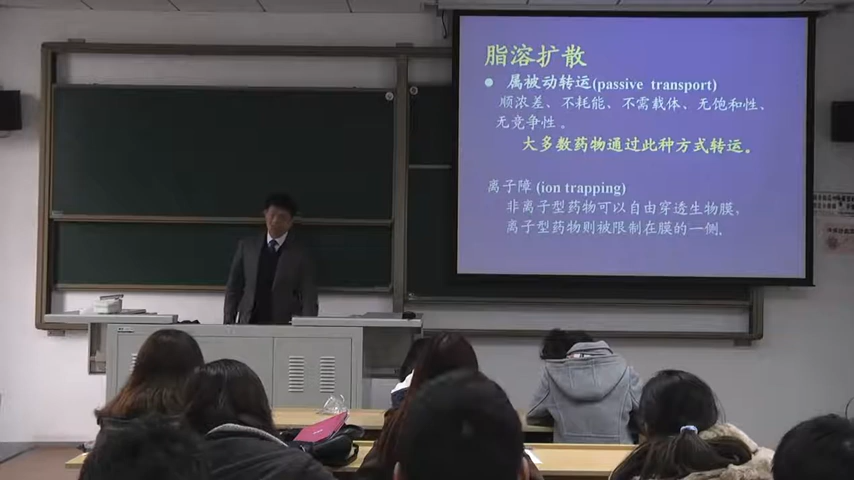 脂溶扩散
● 属被动转运(passive transport)
顺浓差、不耗能、不需载体、无饱和性、
无竞争性。
大多数药物通过此种方式转运。
离子障 (ion trapping)
非离子型药物可以自由穿透生物膜,
离子型药物则被限制在膜的一侧.